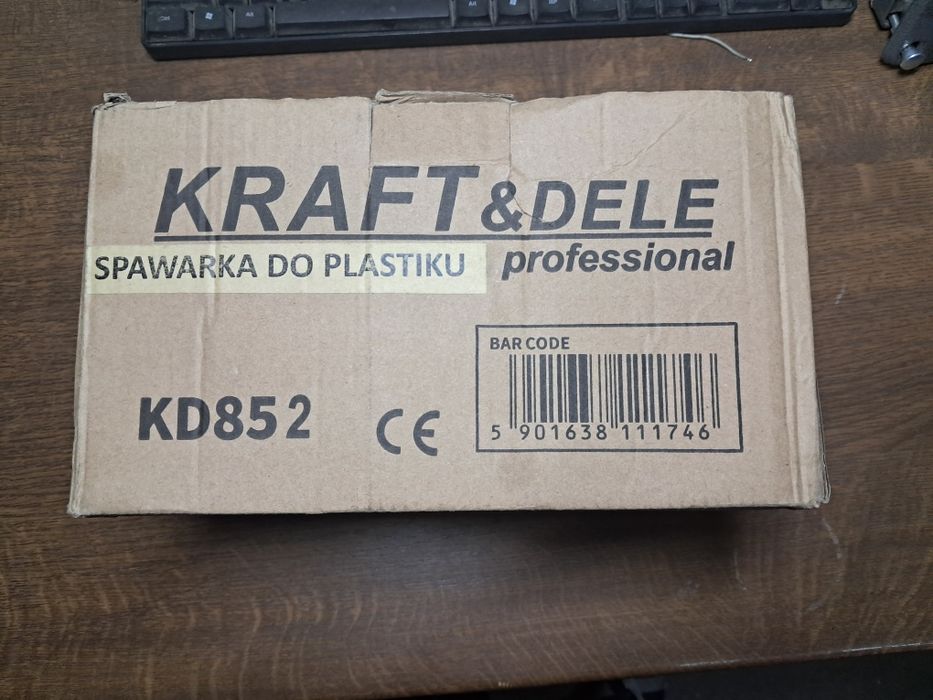 KRAFT&DELE
SPAWARKA DO PLASTIKU
professional
BAR CODE
KD852
CE
5 901638 111746